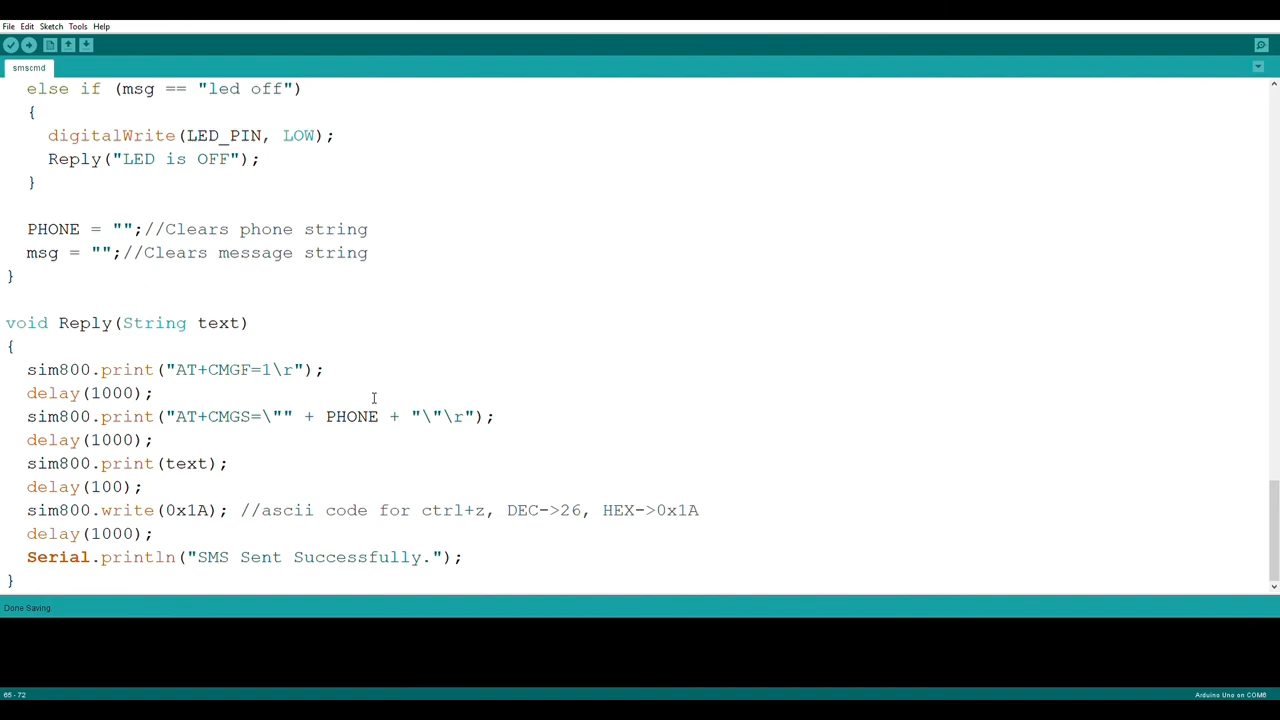 File Edit Sketch Tools Help
smscmd
else if (msg == "led off")
{
digitalWrite(LED_PIN, LOW);
Reply("LED is OFF");
}
PHONE = "";//Clears phone string
msg = "";//Clears message string
}
void Reply(String text)
{
sim800.print("AT+CMGF=1\r");
delay(1000);
sim800.print("AT+CMGS=\"" + PHONE + "\"\r");
delay(1000);
sim800.print(text);
delay(100);
sim800.write(0x1A); //ascii code for ctrl+z, DEC->26, HEX->0x1A
delay(1000);
Serial.println("SMS Sent Successfully.");
}
Done Saving.
65 - 72
Arduino Uno on COM6